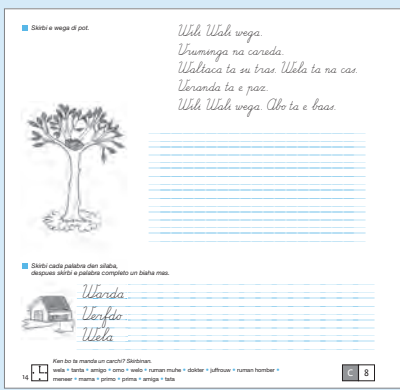 Skirbi e wega di pot.
Wili Wali wega.
Vruminga na careda.
Waltaca ta su tras. Wela ta na cas.
Veranda ta e paz.
Wili Wali wega. Abo ta e baas.
Skirbi cada palabra den silaba,
despues skirbi e palabra completo un biaha mas.
Warda
Verfdo
Wela
Ken bo ta manda un carchi? Skirbinan.
wela • tanta • amigo • omo • welo • ruman muhe • dokter • juffrouw • ruman homber •
meneer • mama • primo • prima • amiga • tata
14
C 8